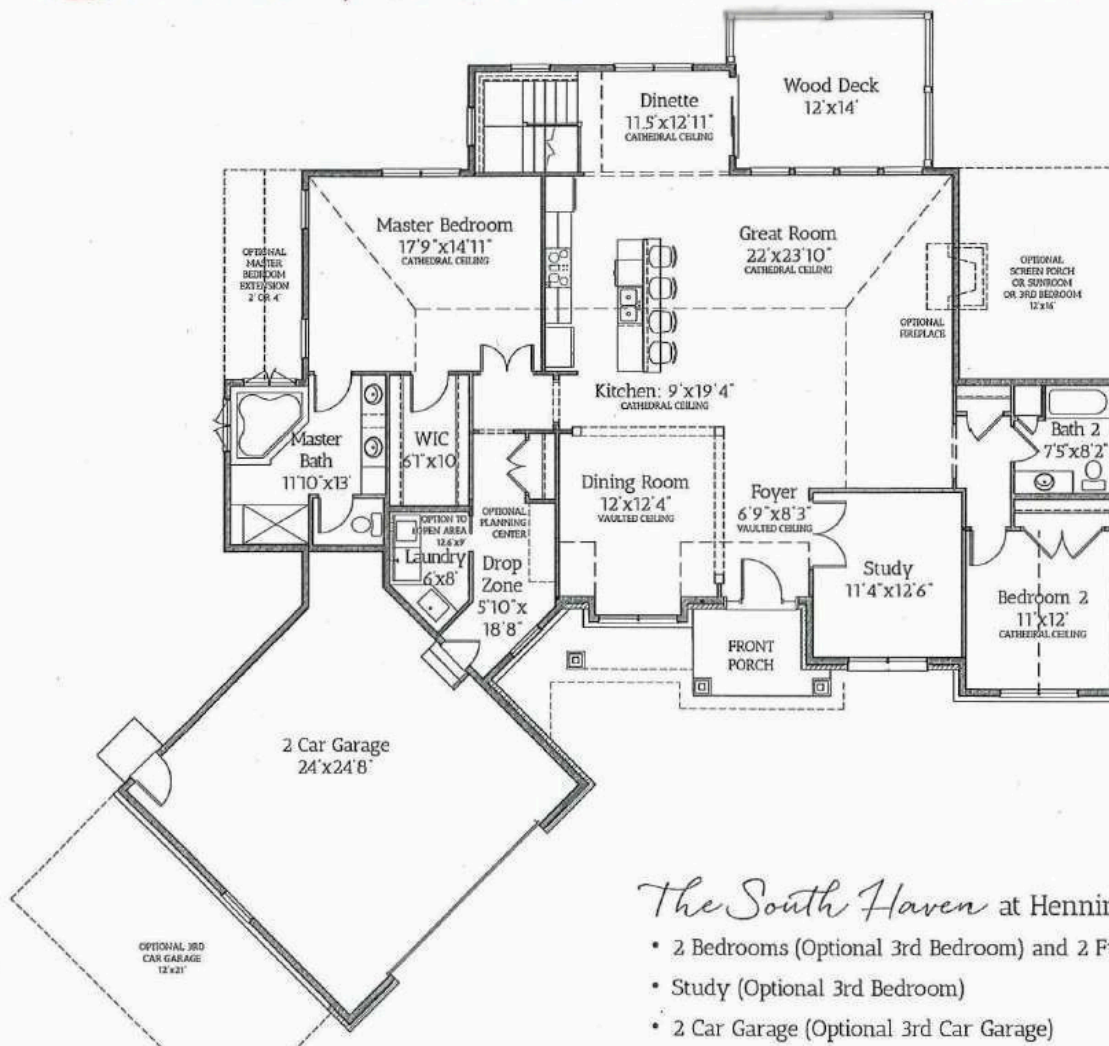 Wood Deck
12'x14'
Dinette
11.5'x12'11"
CATHEDRAL CEILING
Master Bedroom
17'9"x14'11"
CATHEDRAL CEILING
Great Room
22'x23'10"
CATHEDRAL CEILING
OPTIONAL
MASTER
BEDROOM
EXTENSION
2' OR 4'
OPTIONAL
SCREEN PORCH
OR SUNROOM
OR 3RD BEDROOM
12'x16'
OPTIONAL
FIREPLACE
Kitchen: 9'x19'4"
CATHEDRAL CEILING
Master
Bath
11'10"x13'
WIC
6'1"x10
Bath 2
7'5"x8'2"
Dining Room
12'x12'4"
VAULTED CEILING
Foyer
6'9"x8'3"
VAULTED CEILING
OPTION TO
OPEN AREA
12.6'x9'
Laundry
6'x8'
OPTIONAL
PLANNING
CENTER
Drop
Zone
5'10"x
18'8"
Study
11'4"x12'6"
Bedroom 2
11'x12'
CATHEDRAL CEILING
FRONT
PORCH
2 Car Garage
24'x24'8"
OPTIONAL 3RD
CAR GARAGE
12'x21'
The South Haven at Hennin
• 2 Bedrooms (Optional 3rd Bedroom) and 2 F
• Study (Optional 3rd Bedroom)
• 2 Car Garage (Optional 3rd Car Garage)